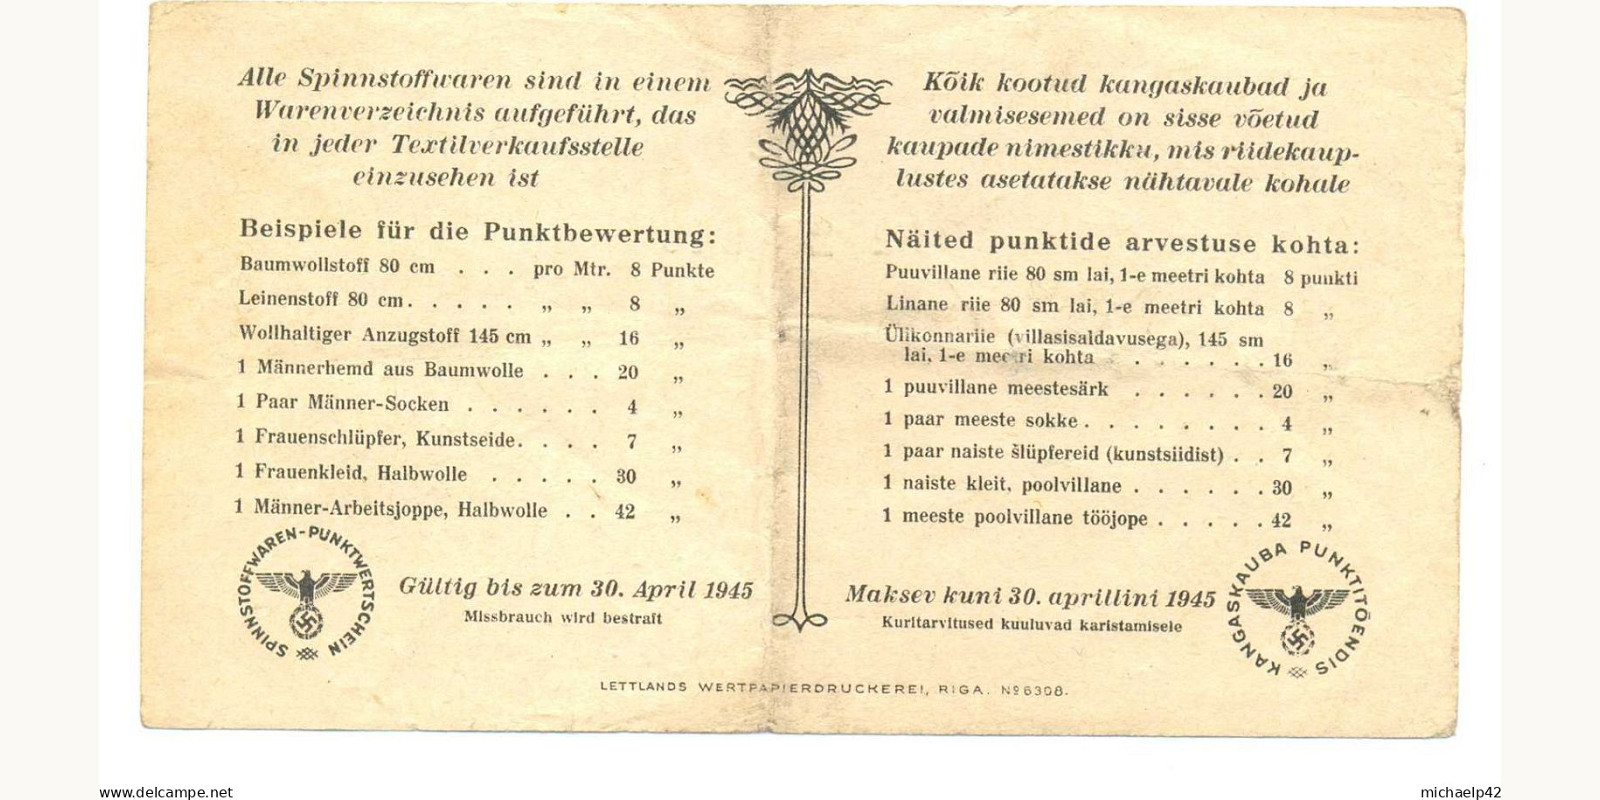 Alle Spinnstoffwaren sind in einem
Warenverzeichnis aufgeführt, das
in jeder Textilverkaufsstelle
einzusehen ist
Beispiele für die Punktbewertung:
Baumwollstoff 80 cm . . . pro Mtr. 8 Punkte
Leinenstoff 80 cm. . . . . . „ „ 8 „
Wollhaltiger Anzugstoff 145 cm „ „ 16 „
1 Männerhemd aus Baumwolle . . . 20 „
1 Paar Männer-Socken . . . . . . 4 „
1 Frauenschlüpfer, Kunstseide. . . . 7 „
1 Frauenkleid, Halbwolle . . . . . 30 „
1 Männer-Arbeitsjoppe, Halbwolle . . 42 „
SPINNSTOFFWAREN-PUNKTWERTSCHEIN
Gültig bis zum 30. April 1945
Missbrauch wird bestraft
Kõik kootud kangaskaubad ja
valmisesemed on sisse võetud
kaupade nimestikku, mis riidekaup-
lustes asetatakse nähtavale kohale
Näited punktide arvestuse kohta:
Puuvillane riie 80 sm lai, 1-e meetri kohta 8 punkti
Linane riie 80 sm lai, 1-e meetri kohta 8 „
Ülikonnariie (villasisaldavusega), 145 sm
lai, 1-e meetri kohta . . . . . . 16 „
1 puuvillane meestesärk . . . . . . 20 „
1 paar meeste sokke . . . . . . . . 4 „
1 paar naiste šlüpfereid (kunstsiidist) . . 7 „
1 naiste kleit, poolvillane . . . . . . . 30 „
1 meeste poolvillane tööjope . . . . . 42 „
Maksev kuni 30. aprillini 1945
Kuritarvitused kuuluvad karistamisele
KANGASKAUBA PUNKTITÕENDIS
LETTLANDS WERTPAPIERDRUCKEREI, RIGA. № 6308.
www.delcampe.net
michaelp42